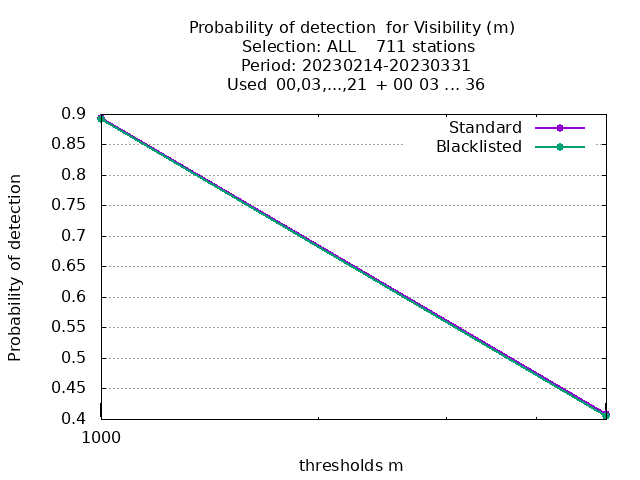 Probability of detection  for Visibility (m)
Selection: ALL    711 stations
Period: 20230214-20230331
Used  00,03,...,21  + 00 03 ... 36
Standard
Blacklisted
0.9
0.85
0.8
0.75
0.7
0.65
0.6
0.55
0.5
0.45
0.4
Probability of detection
1000
thresholds m